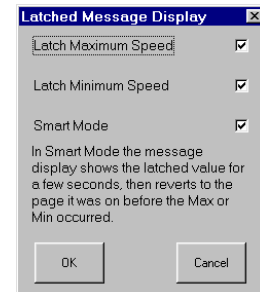 Latched Message Display
Latch Maximum Speed
Latch Minimum Speed
Smart Mode
In Smart Mode the message
display shows the latched value for
a few seconds, then reverts to the
page it was on before the Max or
Min occurred.
OK
Cancel